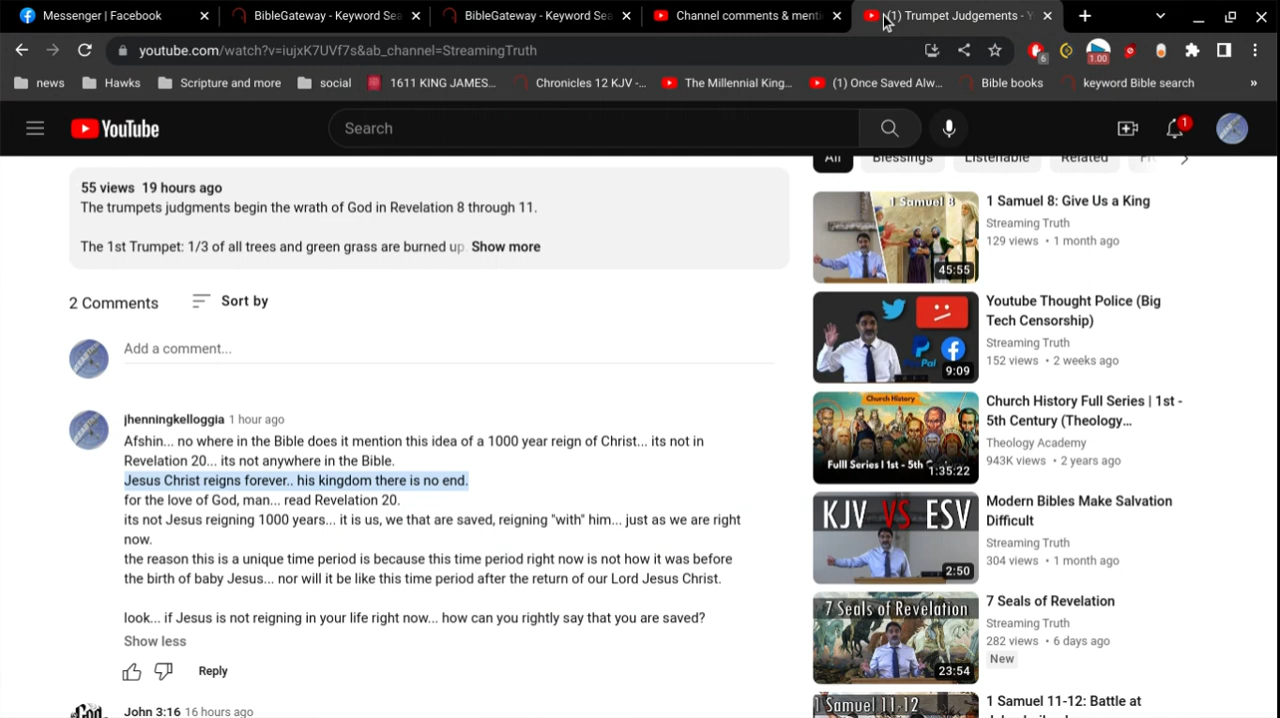 Messenger | Facebook
BibleGateway - Keyword Sea
BibleGateway - Keyword Sea
Channel comments & menti
(1) Trumpet Judgements - Y
youtube.com/watch?v=iujxK7UVf7s&ab_channel=StreamingTruth
6
1.00
news
Hawks
Scripture and more
social
1611 KING JAMES...
Chronicles 12 KJV -...
The Millennial King...
(1) Once Saved Alw...
Bible books
keyword Bible search
»
YouTube
Search
1
All
Blessings
Listenable
Related
55 views 19 hours ago
The trumpets judgments begin the wrath of God in Revelation 8 through 11.
The 1st Trumpet: 1/3 of all trees and green grass are burned up. Show more
2 Comments
Sort by
Add a comment...
jhenningkelloggia 1 hour ago
Afshin... no where in the Bible does it mention this idea of a 1000 year reign of Christ... its not in
Revelation 20... its not anywhere in the Bible.
Jesus Christ reigns forever.. his kingdom there is no end.
for the love of God, man... read Revelation 20.
its not Jesus reigning 1000 years... it is us, we that are saved, reigning "with" him... just as we are right
now.
the reason this is a unique time period is because this time period right now is not how it was before
the birth of baby Jesus... nor will it be like this time period after the return of our Lord Jesus Christ.
look... if Jesus is not reigning in your life right now... how can you rightly say that you are saved?
Show less
Reply
God
John 3:16 16 hours ago
1 Samuel 8
45:55
1 Samuel 8: Give Us a King
Streaming Truth
129 views • 1 month ago
PayPal
9:09
Youtube Thought Police (Big
Tech Censorship)
Streaming Truth
152 views • 2 weeks ago
Church History
Fulll Series | 1st - 5th
1:35:22
Church History Full Series | 1st -
5th Century (Theology...
Theology Academy
943K views • 2 years ago
KJV VS ESV
2:50
Modern Bibles Make Salvation
Difficult
Streaming Truth
304 views • 1 month ago
7 Seals of Revelation
23:54
7 Seals of Revelation
Streaming Truth
282 views • 6 days ago
New
1 Samuel 11-12
1 Samuel 11-12: Battle at